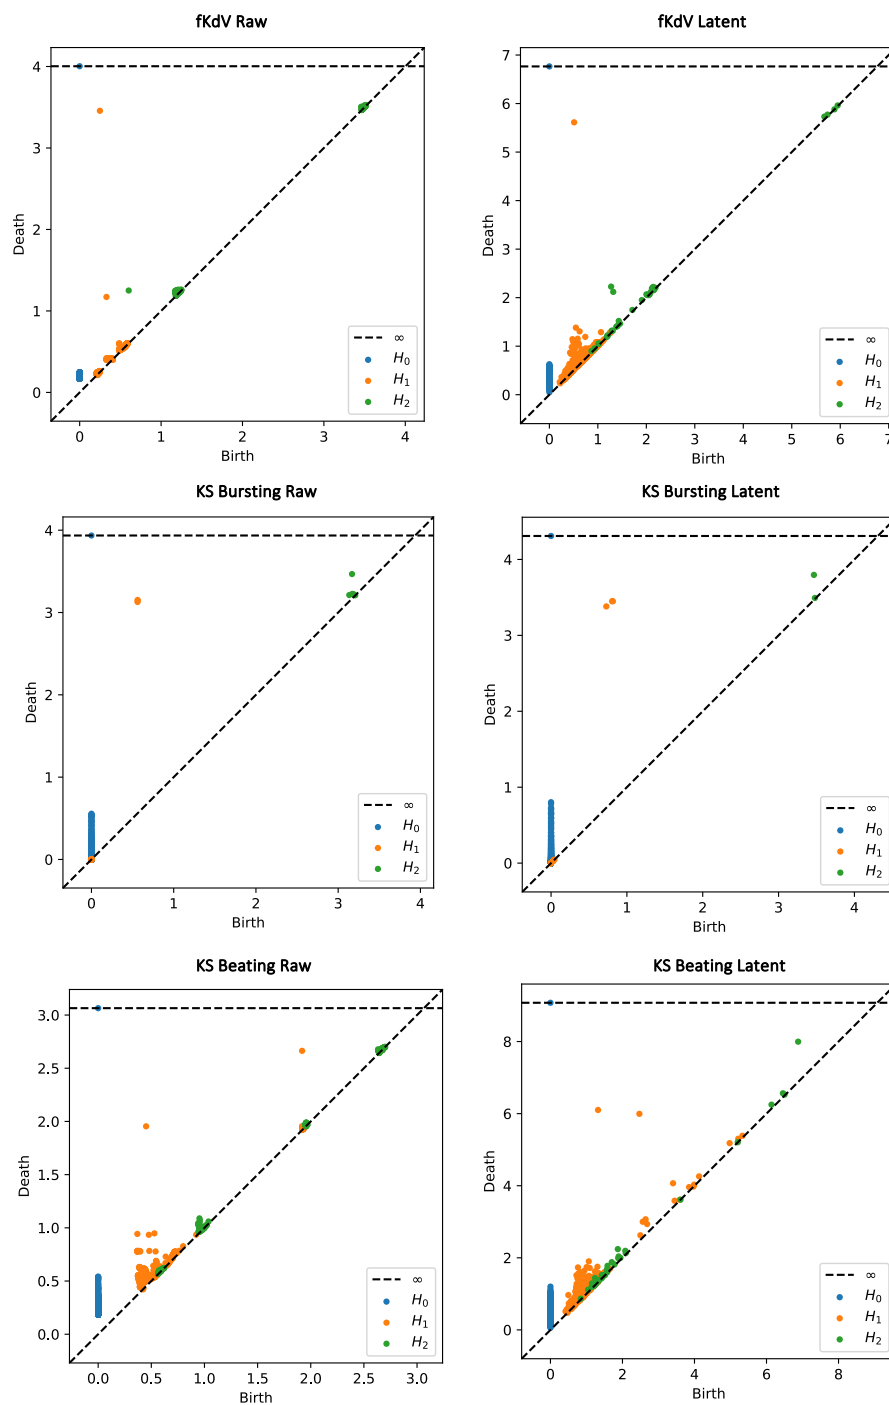 fKdV Raw
4
3
2
1
0
Death
∞
H₀
H₁
H₂
0 1 2 3 4
Birth
fKdV Latent
7
6
5
4
3
2
1
0
Death
∞
H₀
H₁
H₂
0 1 2 3 4 5 6 7
Birth
KS Bursting Raw
4
3
2
1
0
Death
∞
H₀
H₁
H₂
0 1 2 3 4
Birth
KS Bursting Latent
4
3
2
1
0
Death
∞
H₀
H₁
H₂
0 1 2 3 4
Birth
KS Beating Raw
3.0
2.5
2.0
1.5
1.0
0.5
0.0
Death
∞
H₀
H₁
H₂
0.0 0.5 1.0 1.5 2.0 2.5 3.0
Birth
KS Beating Latent
8
6
4
2
0
Death
∞
H₀
H₁
H₂
0 2 4 6 8
Birth